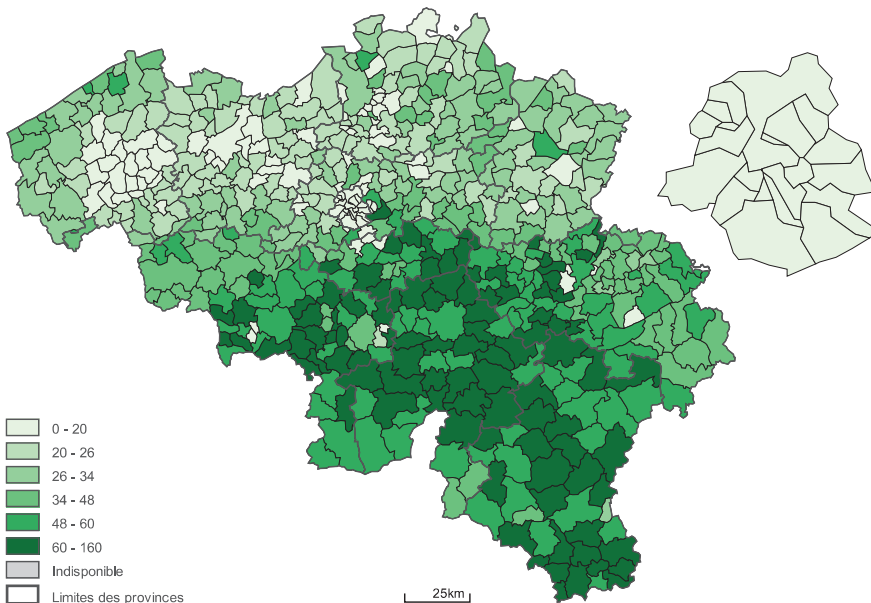 0 - 20
20 - 26
26 - 34
34 - 48
48 - 60
60 - 160
Indisponible
Limites des provinces
25km